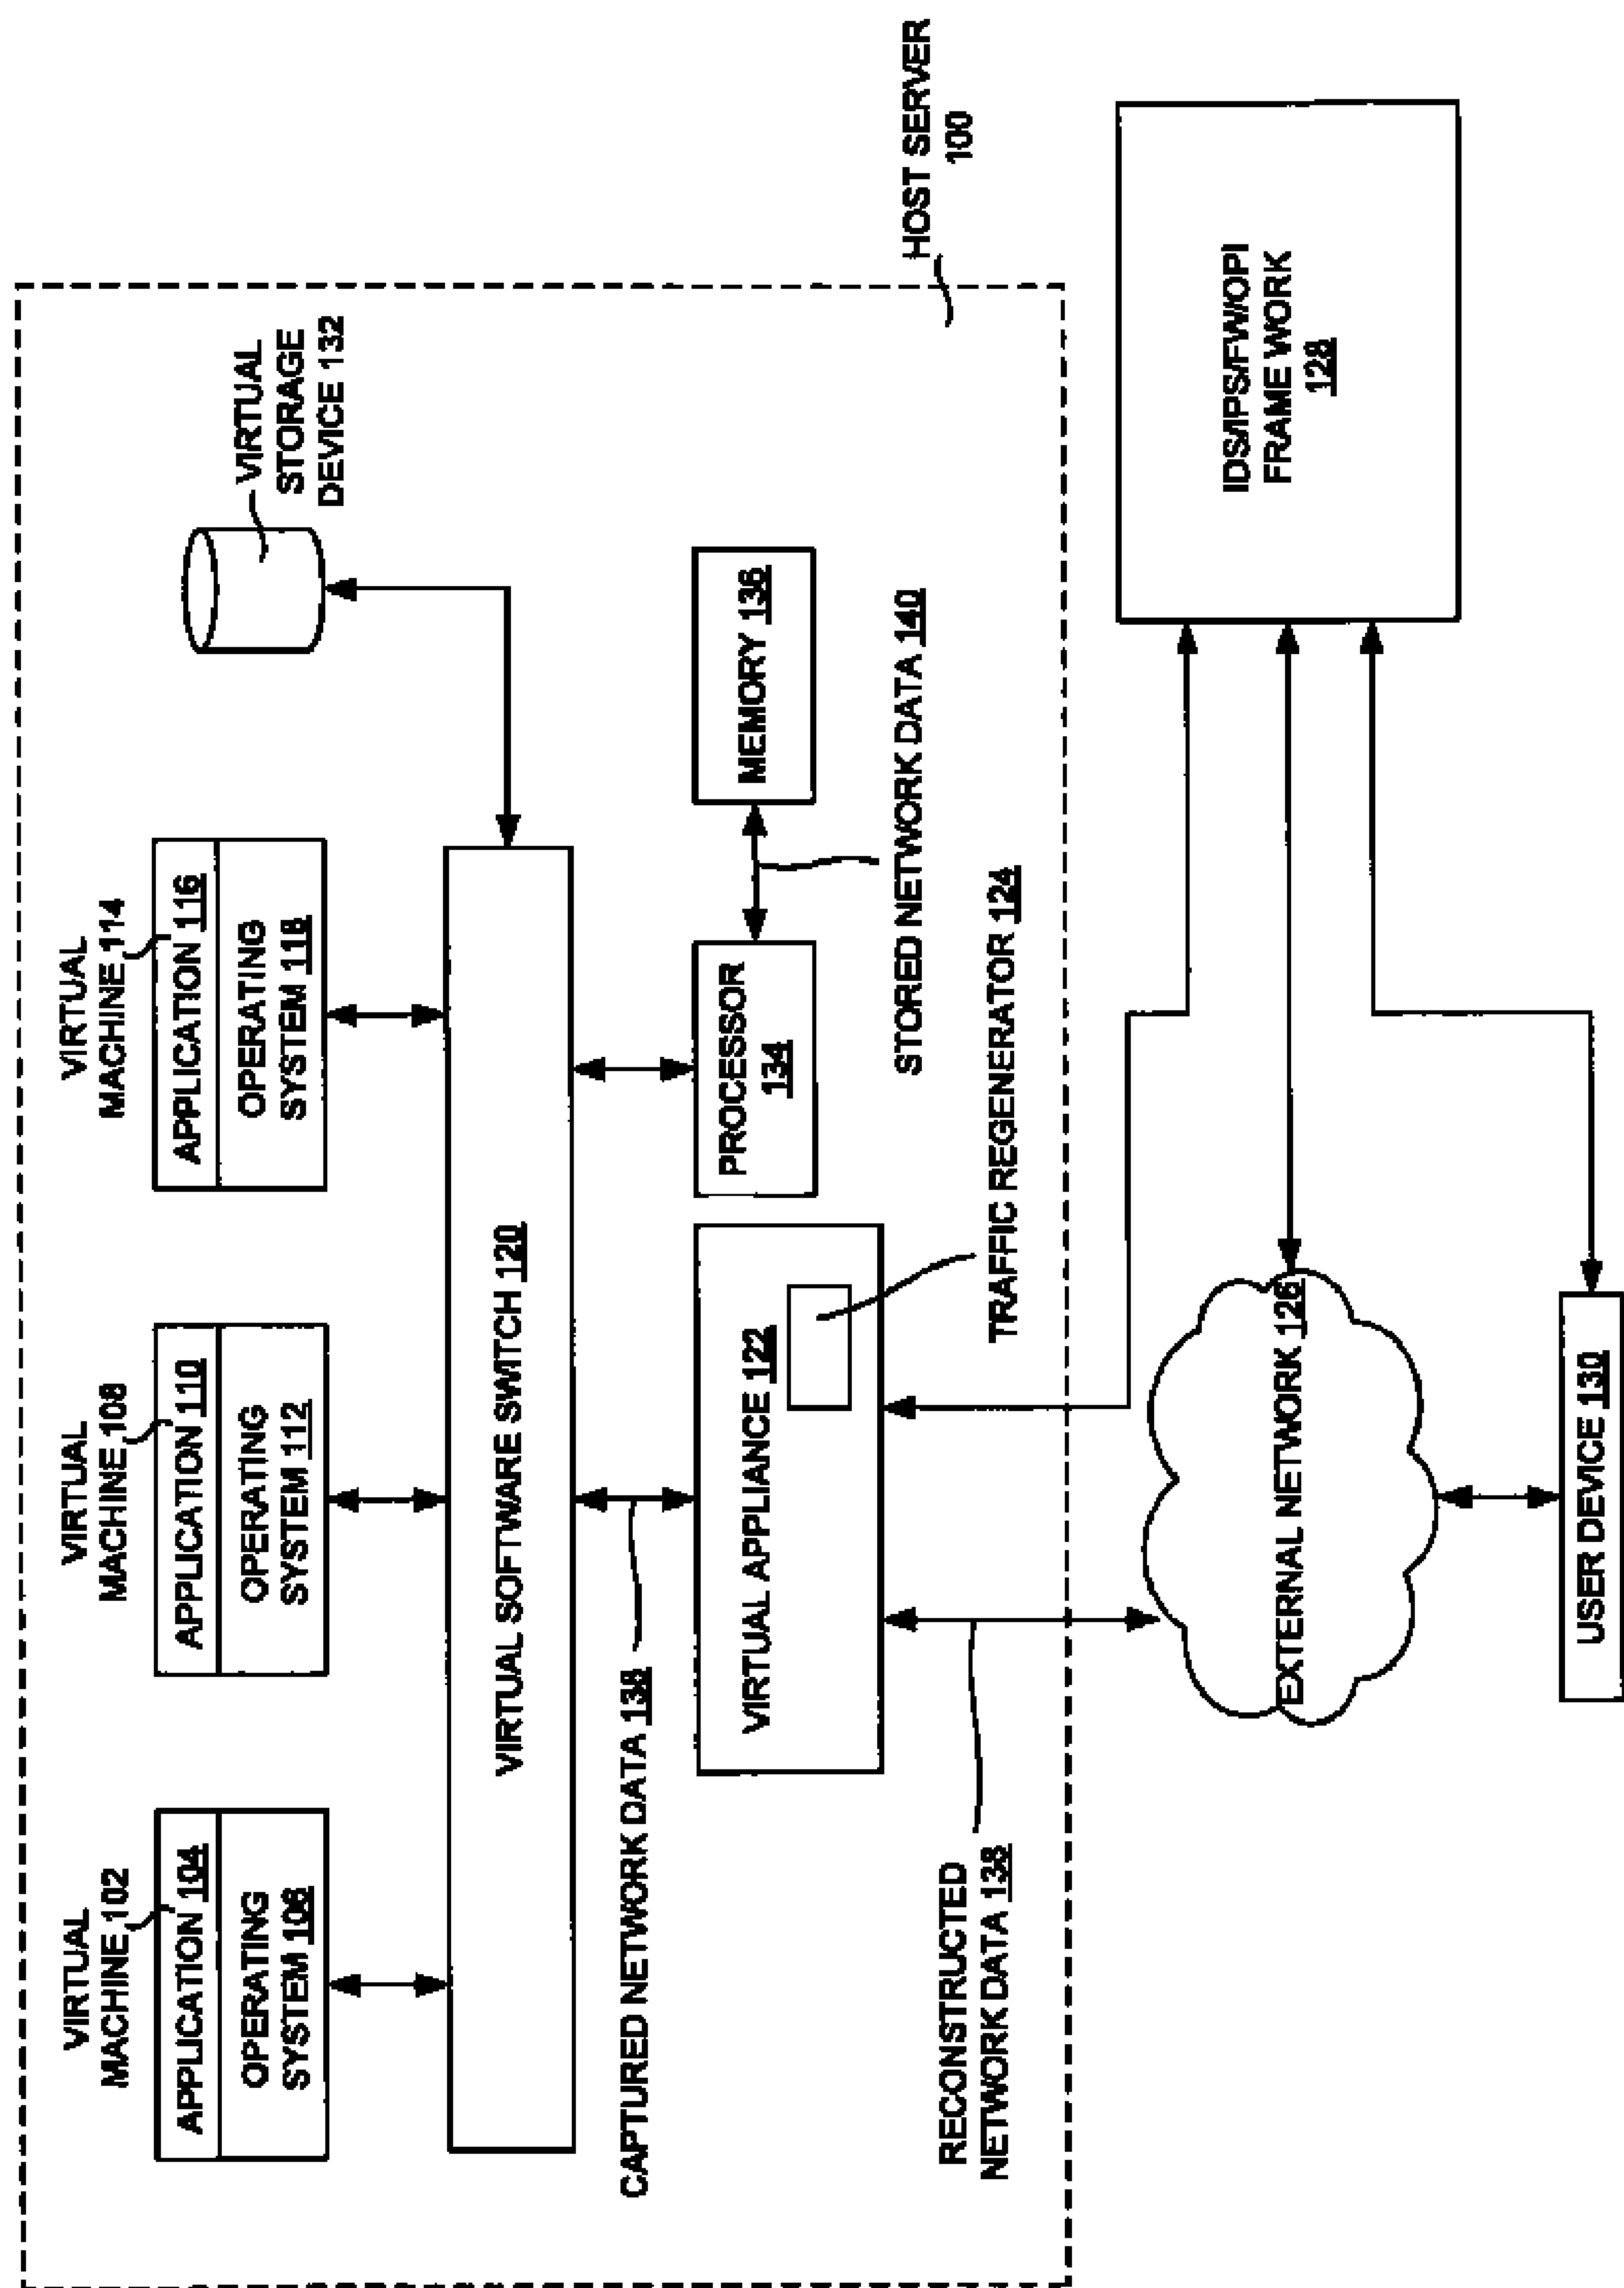 VIRTUAL
MACHINE 102
APPLICATION 104
OPERATING
SYSTEM 106
VIRTUAL
MACHINE 108
APPLICATION 110
OPERATING
SYSTEM 112
VIRTUAL
MACHINE 114
APPLICATION 116
OPERATING
SYSTEM 118
VIRTUAL
STORAGE
DEVICE 132
VIRTUAL SOFTWARE SWITCH 120
CAPTURED NETWORK DATA 138
VIRTUAL APPLIANCE 122
PROCESSOR
134
MEMORY 136
STORED NETWORK DATA 140
TRAFFIC REGENERATOR 124
RECONSTRUCTED
NETWORK DATA 138
HOST SERVER
100
EXTERNAL NETWORK 126
IDS/IPS/FW/OPI
FRAME WORK
128
USER DEVICE 130